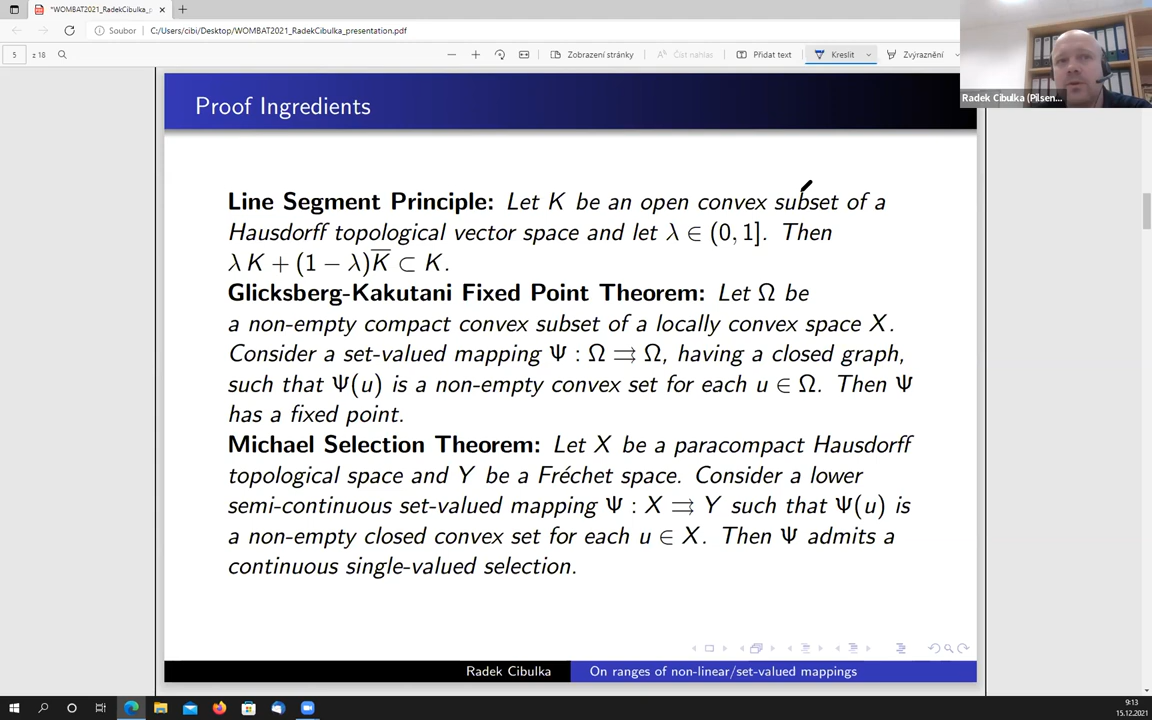 *WOMBAT2021_RadekCibulka_p
Soubor C:/Users/cibi/Desktop/WOMBAT2021_RadekCibulka_presentation.pdf
5 z 18 Zobrazení stránky Číst nahlas Přidat text Kreslit Zvýraznění
Radek Cibulka (Pilsen...
Proof Ingredients
Line Segment Principle: Let K be an open convex subset of a
Hausdorff topological vector space and let λ ∈ (0, 1]. Then
λ K + (1 − λ)K̅ ⊂ K.
Glicksberg-Kakutani Fixed Point Theorem: Let Ω be
a non-empty compact convex subset of a locally convex space X.
Consider a set-valued mapping Ψ : Ω ⇉ Ω, having a closed graph,
such that Ψ(u) is a non-empty convex set for each u ∈ Ω. Then Ψ
has a fixed point.
Michael Selection Theorem: Let X be a paracompact Hausdorff
topological space and Y be a Fréchet space. Consider a lower
semi-continuous set-valued mapping Ψ : X ⇉ Y such that Ψ(u) is
a non-empty closed convex set for each u ∈ X. Then Ψ admits a
continuous single-valued selection.
Radek Cibulka On ranges of non-linear/set-valued mappings
9:13
15.12.2021